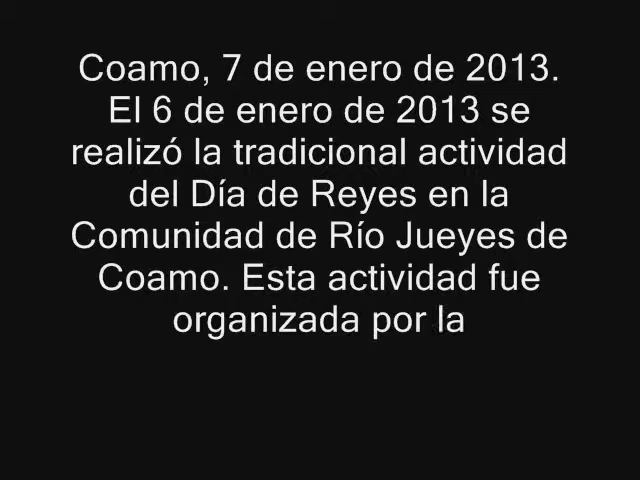 Coamo, 7 de enero de 2013.
El 6 de enero de 2013 se
realizó la tradicional actividad
del Día de Reyes en la
Comunidad de Río Jueyes de
Coamo. Esta actividad fue
organizada por la